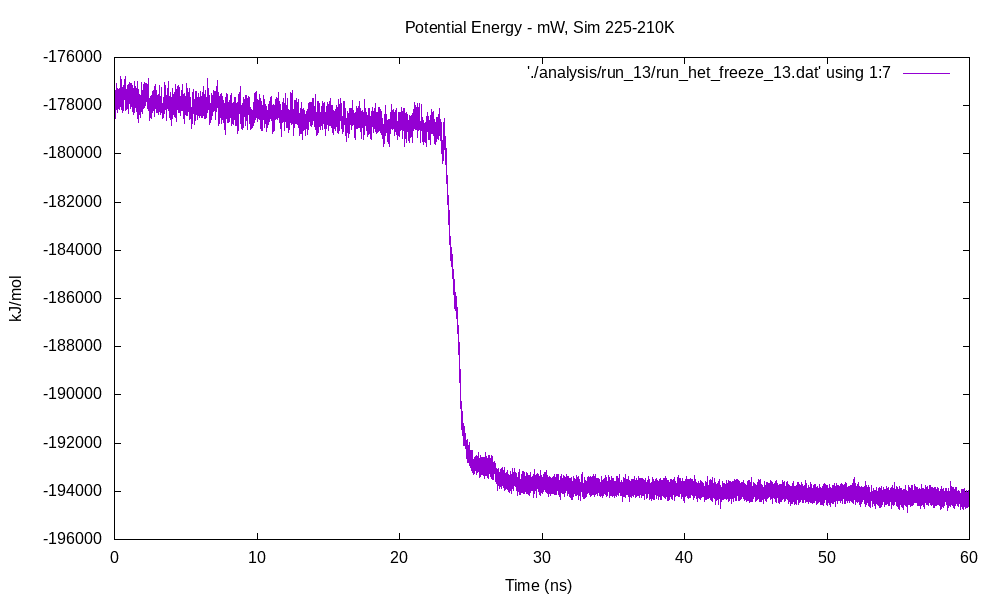 Potential Energy - mW, Sim 225-210K
'./analysis/run_13/run_het_freeze_13.dat' using 1:7
-176000
-178000
-180000
-182000
-184000
-186000
-188000
-190000
-192000
-194000
-196000
kJ/mol
0 10 20 30 40 50 60
Time (ns)